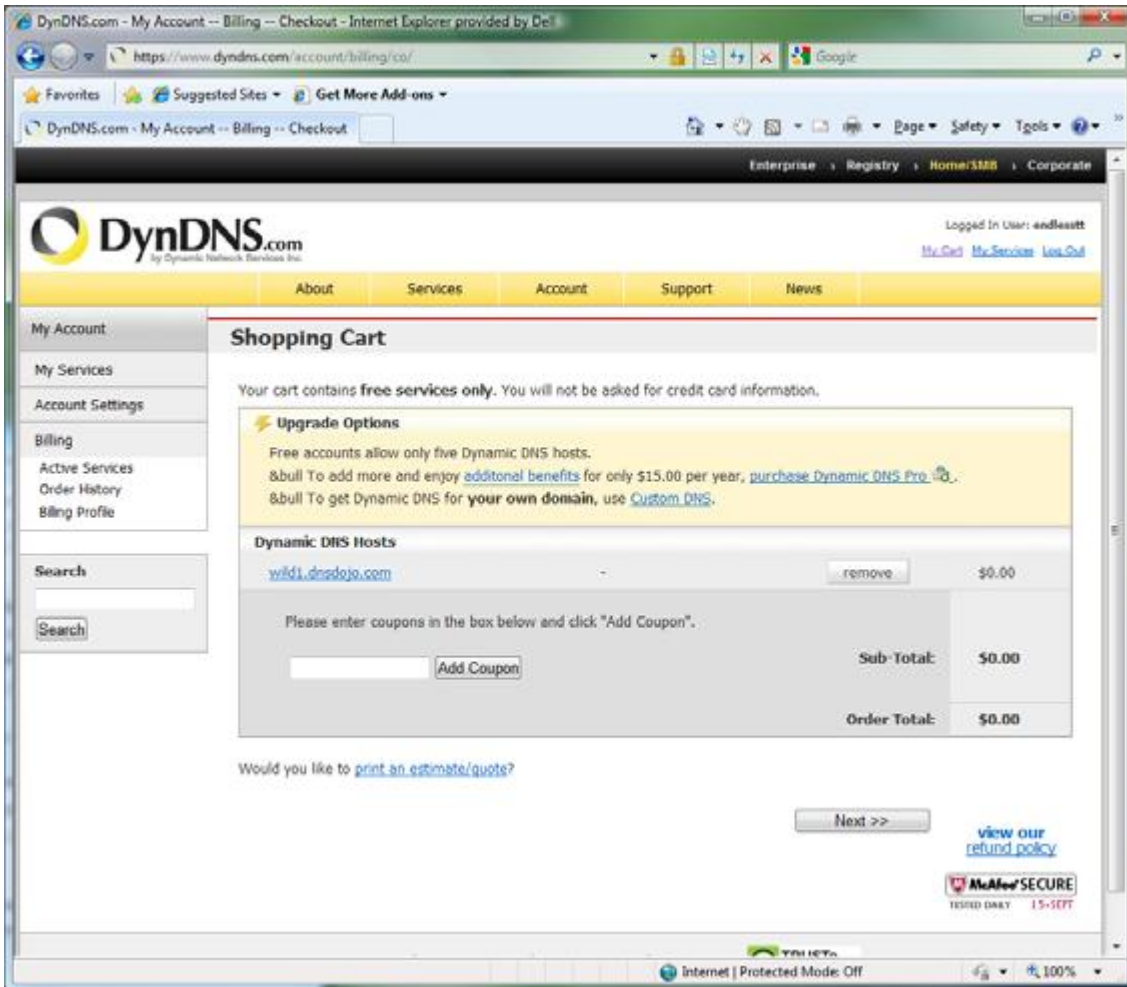 DynDNS.com - My Account -- Billing -- Checkout - Internet Explorer provided by Dell
https://www.dyndns.com/account/billing/co/
Google
Favorites Suggested Sites Get More Add-ons
DynDNS.com - My Account -- Billing -- Checkout
Page Safety Tools
Enterprise Registry Home/SMB Corporate
DynDNS.com
by Dynamic Network Services Inc.
Logged In User: endlesstt
My Cart My Services Log Out
About Services Account Support News
My Account
My Services
Account Settings
Billing
Active Services
Order History
Billing Profile
Search
Search
Shopping Cart
Your cart contains free services only. You will not be asked for credit card information.
Upgrade Options
Free accounts allow only five Dynamic DNS hosts.
&bull To add more and enjoy additonal benefits for only $15.00 per year, purchase Dynamic DNS Pro .
&bull To get Dynamic DNS for your own domain, use Custom DNS.
Dynamic DNS Hosts
wild1.dnsdojo.com - remove $0.00
Please enter coupons in the box below and click "Add Coupon".
Add Coupon
Sub-Total: $0.00
Order Total: $0.00
Would you like to print an estimate/quote?
Next >>
view our
refund policy
McAfee SECURE
TESTED DAILY 15-SEPT
Internet | Protected Mode: Off 100%